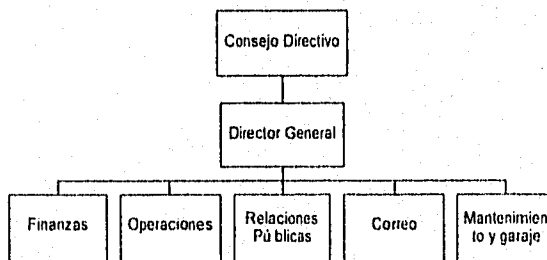 Consejo Directivo
Director General
Finanzas
Operaciones
Relaciones
Pú blicas
Correo
Mantenimien
to y garaje